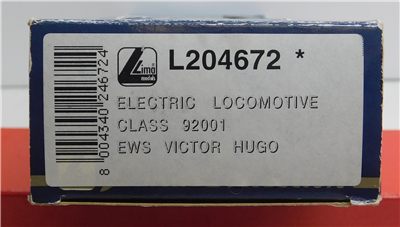 Lima
models
L204672 *
ELECTRIC LOCOMOTIVE
CLASS 92001
EWS VICTOR HUGO
8 004340 246724